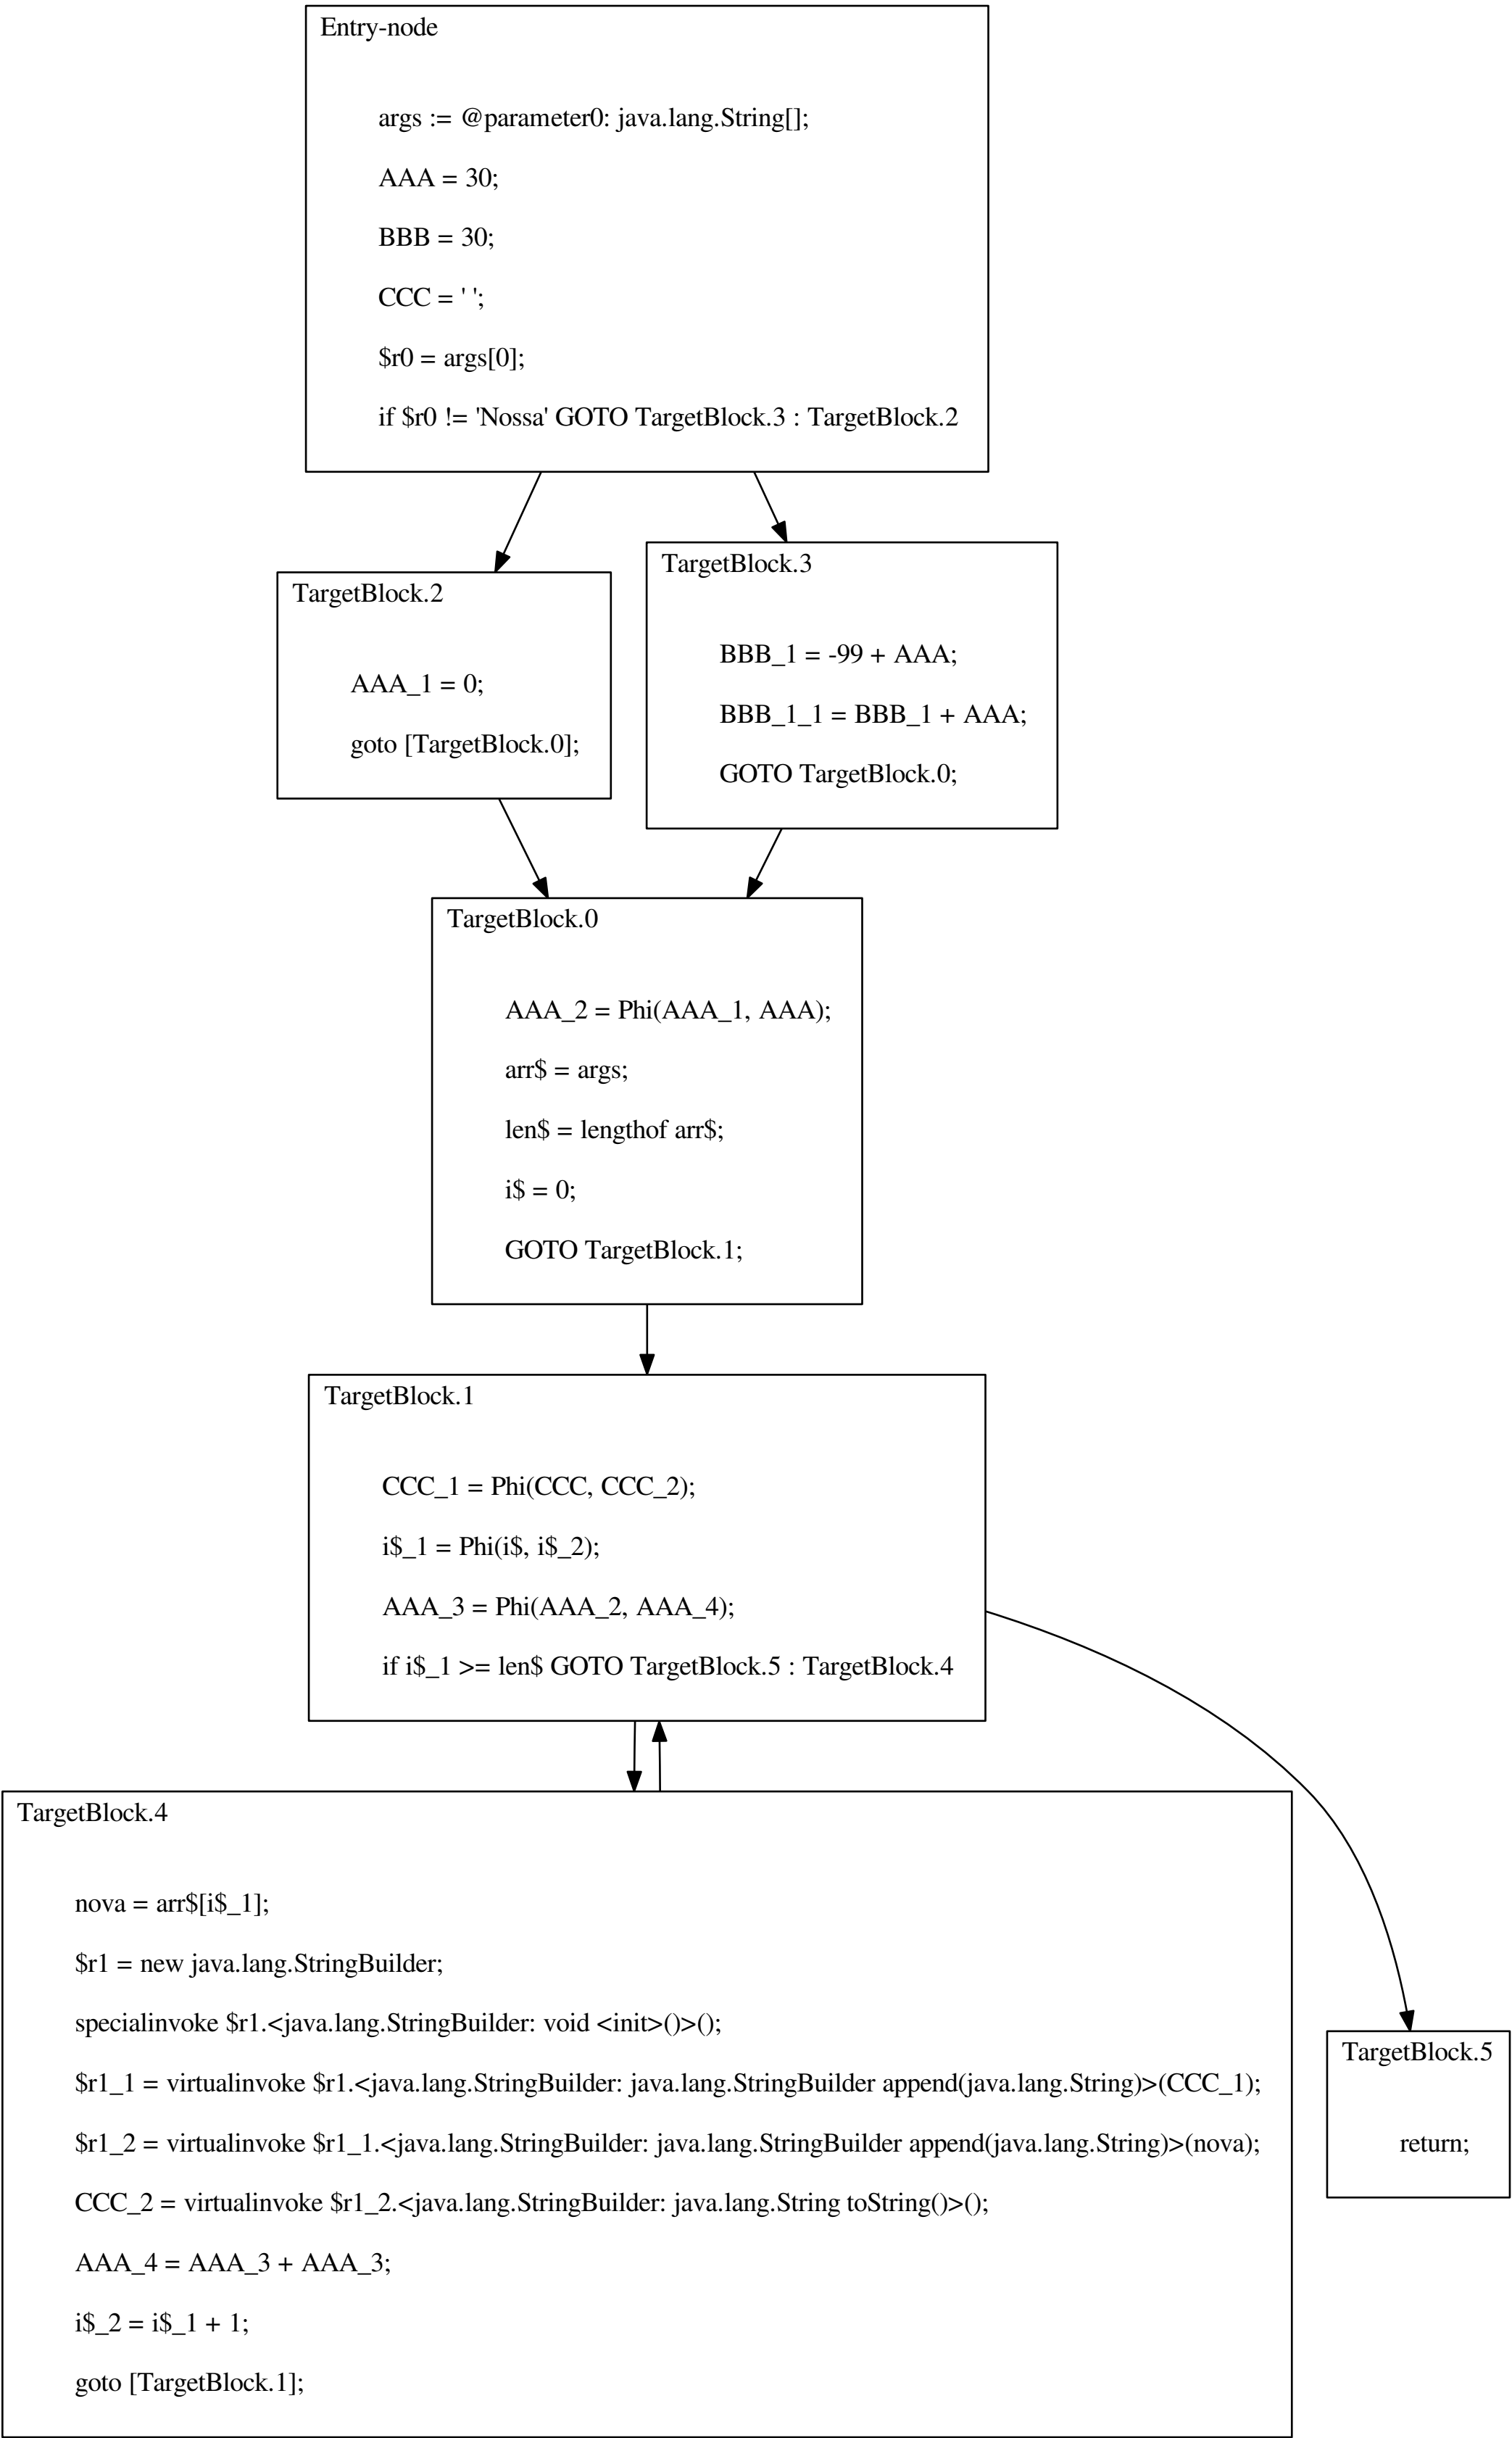 Entry-node
args := @parameter0: java.lang.String[];
AAA = 30;
BBB = 30;
CCC = ' ';
$r0 = args[0];
if $r0 != 'Nossa' GOTO TargetBlock.3 : TargetBlock.2
TargetBlock.2
AAA_1 = 0;
goto [TargetBlock.0];
TargetBlock.3
BBB_1 = -99 + AAA;
BBB_1_1 = BBB_1 + AAA;
GOTO TargetBlock.0;
TargetBlock.0
AAA_2 = Phi(AAA_1, AAA);
arr$ = args;
len$ = lengthof arr$;
i$ = 0;
GOTO TargetBlock.1;
TargetBlock.1
CCC_1 = Phi(CCC, CCC_2);
i$_1 = Phi(i$, i$_2);
AAA_3 = Phi(AAA_2, AAA_4);
if i$_1 >= len$ GOTO TargetBlock.5 : TargetBlock.4
TargetBlock.4
nova = arr$[i$_1];
$r1 = new java.lang.StringBuilder;
specialinvoke $r1.<java.lang.StringBuilder: void <init>()>();
$r1_1 = virtualinvoke $r1.<java.lang.StringBuilder: java.lang.StringBuilder append(java.lang.String)>(CCC_1);
$r1_2 = virtualinvoke $r1_1.<java.lang.StringBuilder: java.lang.StringBuilder append(java.lang.String)>(nova);
CCC_2 = virtualinvoke $r1_2.<java.lang.StringBuilder: java.lang.String toString()>();
AAA_4 = AAA_3 + AAA_3;
i$_2 = i$_1 + 1;
goto [TargetBlock.1];
TargetBlock.5
return;